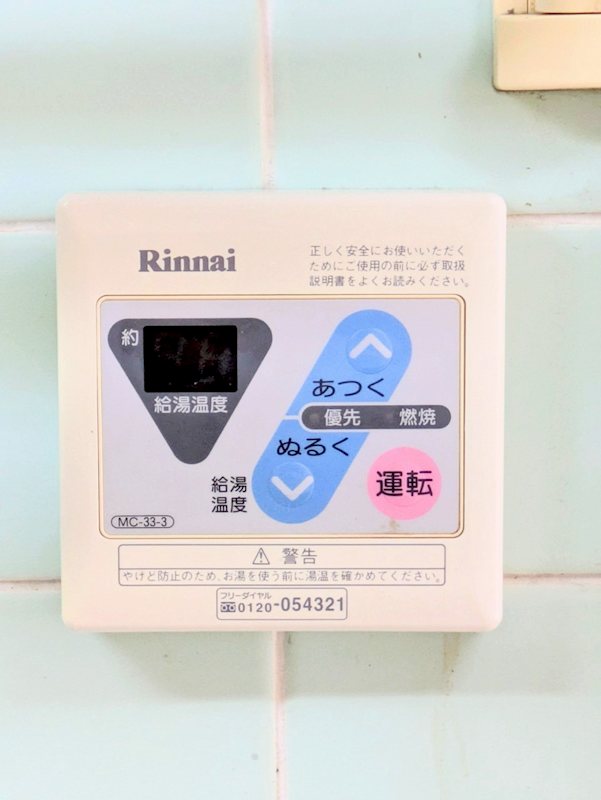 Rinnai
正しく安全にお使いいただく
ためにご使用の前に必ず取扱
説明書をよくお読みください。
約
給湯温度
あつく
優先 燃焼
ぬるく
給湯
温度
運転
MC-33-3
⚠ 警告
やけど防止のため、お湯を使う前に湯温を確かめてください。
フリーダイヤル
0120-054321